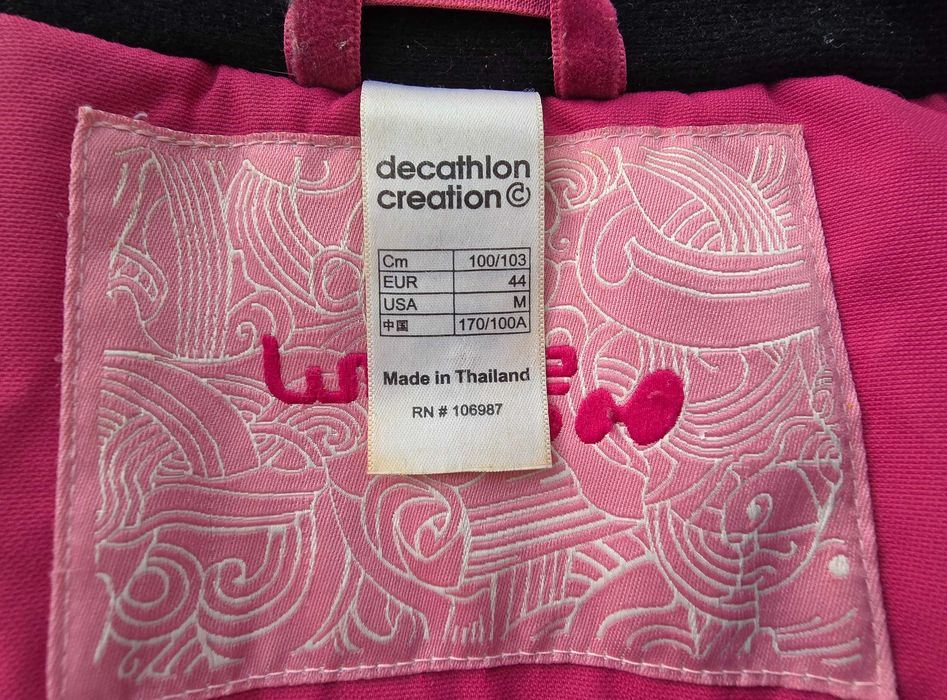 decathlon
creation ©
Cm 100/103
EUR 44
USA M
中国 170/100A
Made in Thailand
RN # 106987